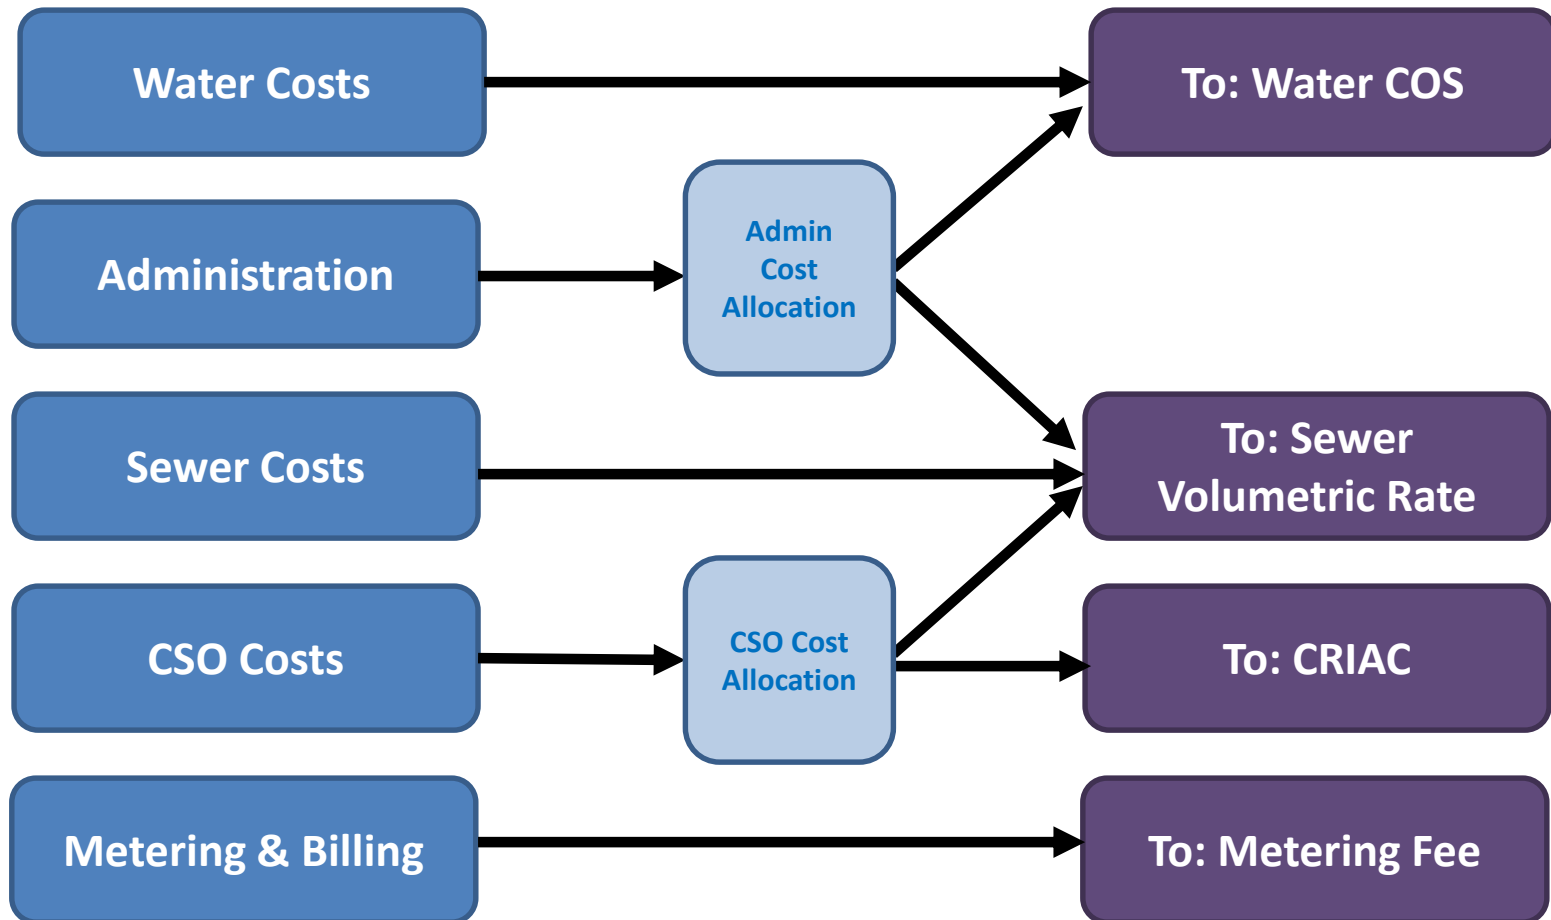 Water Costs
To: Water COS
Administration
Admin
Cost
Allocation
Sewer Costs
To: Sewer
Volumetric Rate
CSO Costs
CSO Cost
Allocation
To: CRIAC
Metering & Billing
To: Metering Fee